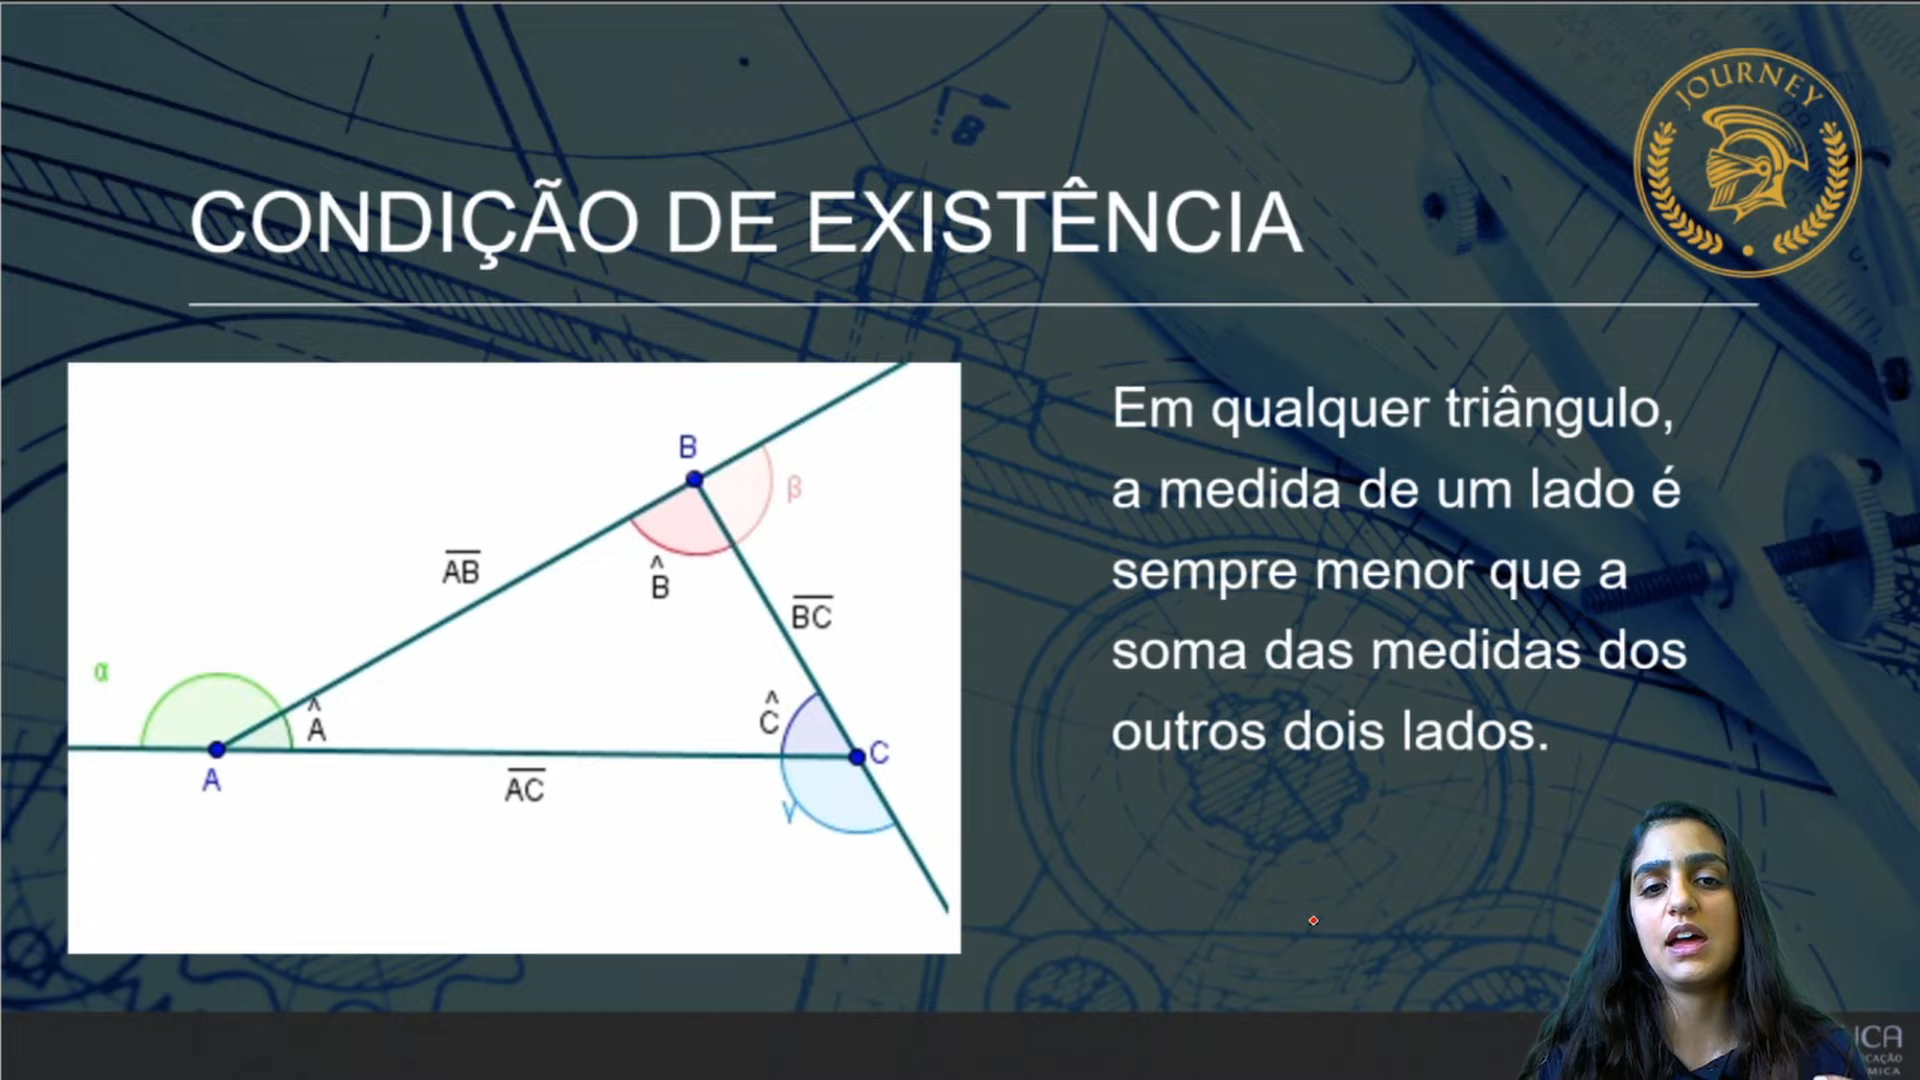 JOURNEY
CONDIÇÃO DE EXISTÊNCIA
Em qualquer triângulo,
a medida de um lado é
sempre menor que a
soma das medidas dos
outros dois lados.
B
β
AB
B̂
BC
α
Â
Ĉ
A
C
AC
γ